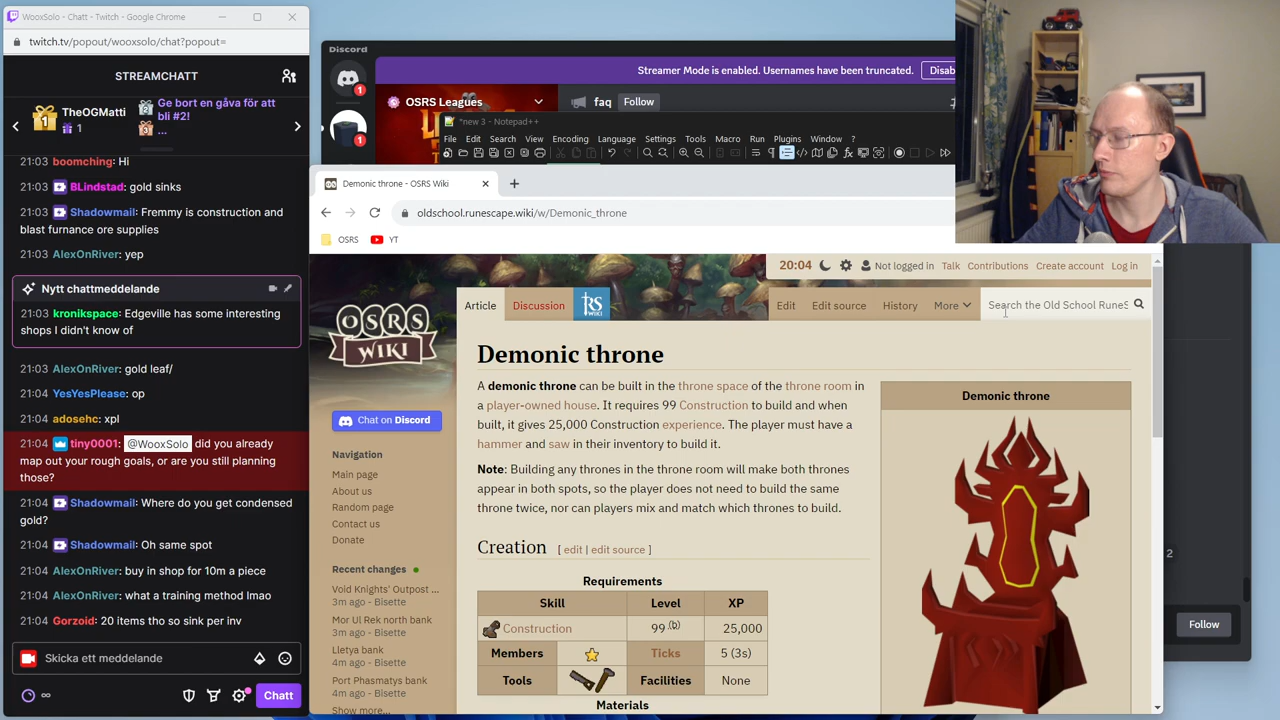 WooxSolo - Chatt - Twitch - Google Chrome
twitch.tv/popout/wooxsolo/chat?popout=
STREAMCHATT
TheOGMatti
1
1
Ge bort en gåva för att
bli #2!
...
21:03 boomching: Hi
21:03 BLindstad: gold sinks
21:03 Shadowmail: Fremmy is construction and
blast furnance ore supplies
21:03 AlexOnRiver: yep
Nytt chattmeddelande
21:03 kronikspace: Edgeville has some interesting
shops I didn't know of
AlexOnRiver: gold leaf/
21:04 YesYesPlease: op
21:04 adosehc: xpl
21:04 tiny0001: @WooxSolo did you already
map out your rough goals, or are you still planning
those?
21:04 Shadowmail: Where do you get condensed
gold?
21:04 Shadowmail: Oh same spot
21:04 AlexOnRiver: buy in shop for 10m a piece
21:04 AlexOnRiver: what a training method lmao
21:04 Gorzoid: 20 items tho so sink per inv
Skicka ett meddelande
∞
Chatt
Discord
1
1
Streamer Mode is enabled. Usernames have been truncated.
Disab
OSRS Leagues
faq
Follow
*new 3 - Notepad++
File Edit Search View Encoding Language Settings Tools Macro Run Plugins Window ?
Demonic throne - OSRS Wiki
oldschool.runescape.wiki/w/Demonic_throne
OSRS
YT
20:04
Not logged in
Talk
Contributions
Create account
Log in
OSRS
WIKI
Article
Discussion
RS
WIKI
Edit
Edit source
History
More
Search the Old School RuneS
Chat on Discord
Navigation
Main page
About us
Random page
Contact us
Donate
Recent changes
Void Knights' Outpost ...
3m ago - Bisette
Mor Ul Rek north bank
3m ago - Bisette
Lletya bank
4m ago - Bisette
Port Phasmatys bank
4m ago - Bisette
Show more...
Demonic throne
A demonic throne can be built in the throne space of the throne room in
a player-owned house. It requires 99 Construction to build and when
built, it gives 25,000 Construction experience. The player must have a
hammer and saw in their inventory to build it.
Note: Building any thrones in the throne room will make both thrones
appear in both spots, so the player does not need to build the same
throne twice, nor can players mix and match which thrones to build.
Creation [ edit | edit source ]
Requirements
Skill Level XP
Construction 99 (b) 25,000
Members Ticks 5 (3s)
Tools Facilities None
Materials
Demonic throne
2
Follow